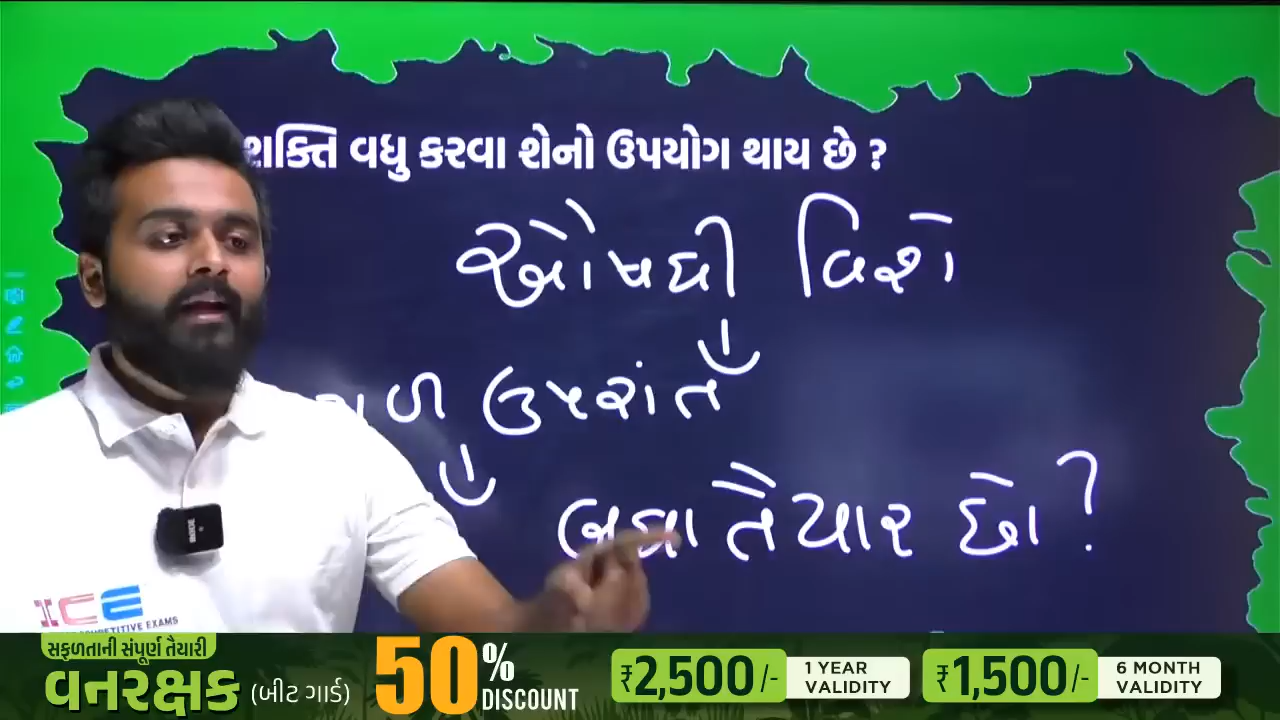 શક્તિ વધુ કરવા શેનો ઉપયોગ થાય છે ?
ઔષધી વિશે
ઉપરાંત
બધા તૈયાર છો ?
ICE
COMPETITIVE EXAMS
સફળતાની સંપૂર્ણ તૈયારી
વનરક્ષક (બીટ ગાર્ડ)
50% DISCOUNT
₹2,500/- 1 YEAR VALIDITY
₹1,500/- 6 MONTH VALIDITY